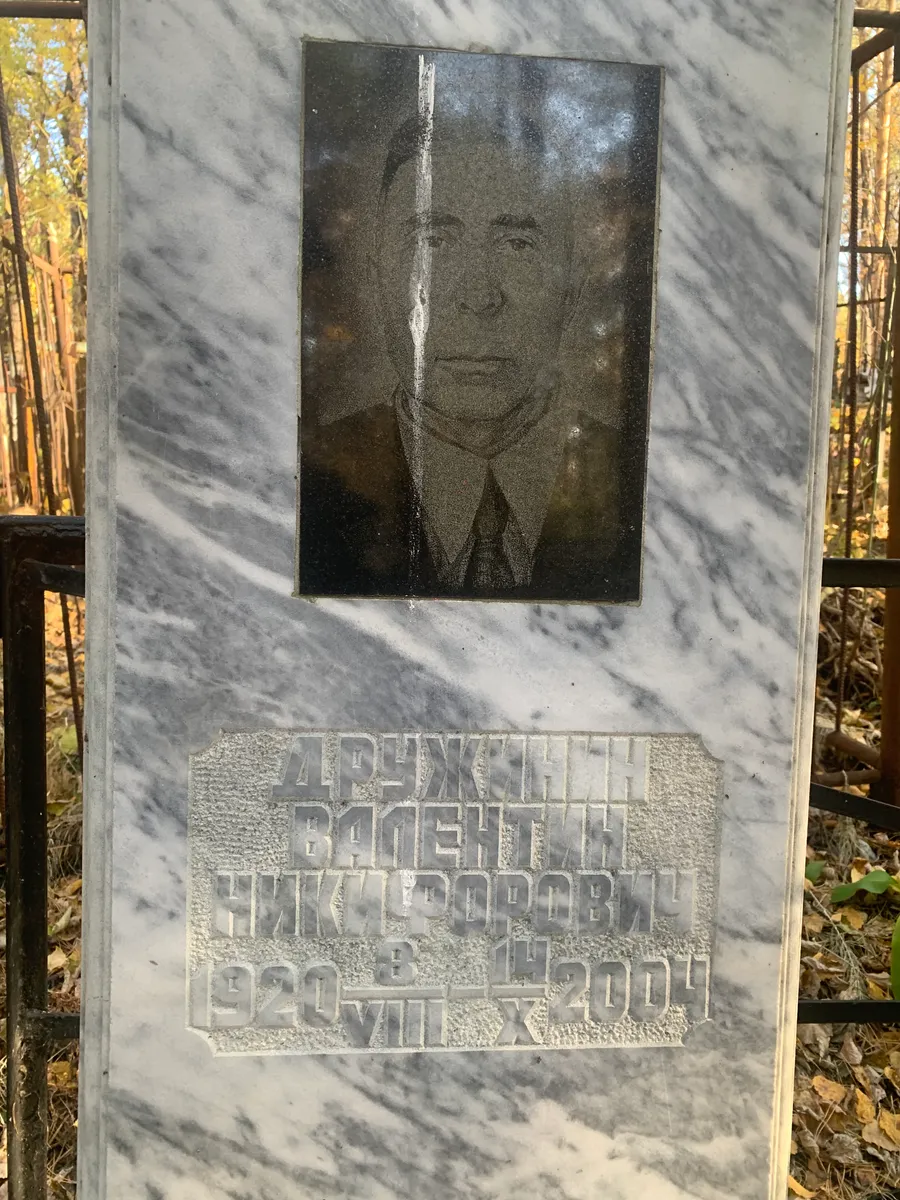 ДРУЖИНИН
ВАЛЕНТИН
НИКИФОРОВИЧ
1920 8/VIII — 14/X 2004